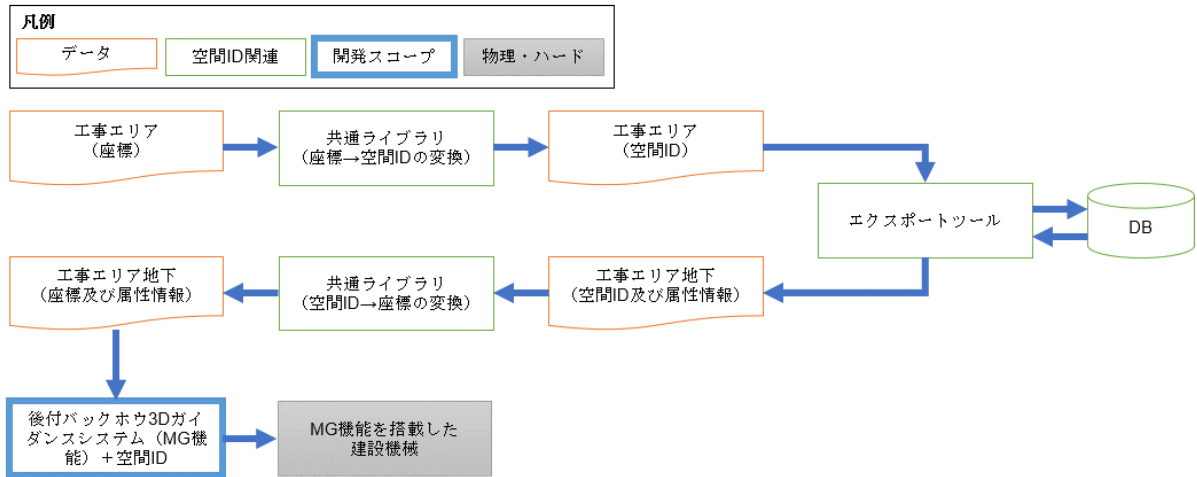 凡例
データ
空間ID関連
開発スコープ
物理・ハード
工事エリア
（座標）
共通ライブラリ
（座標→空間IDの変換）
工事エリア
（空間ID）
エクスポートツール
DB
工事エリア地下
（座標及び属性情報）
共通ライブラリ
（空間ID→座標の変換）
工事エリア地下
（空間ID及び属性情報）
後付バックホウ3Dガイ
ダンスシステム（MG機
能）＋空間ID
MG機能を搭載した
建設機械